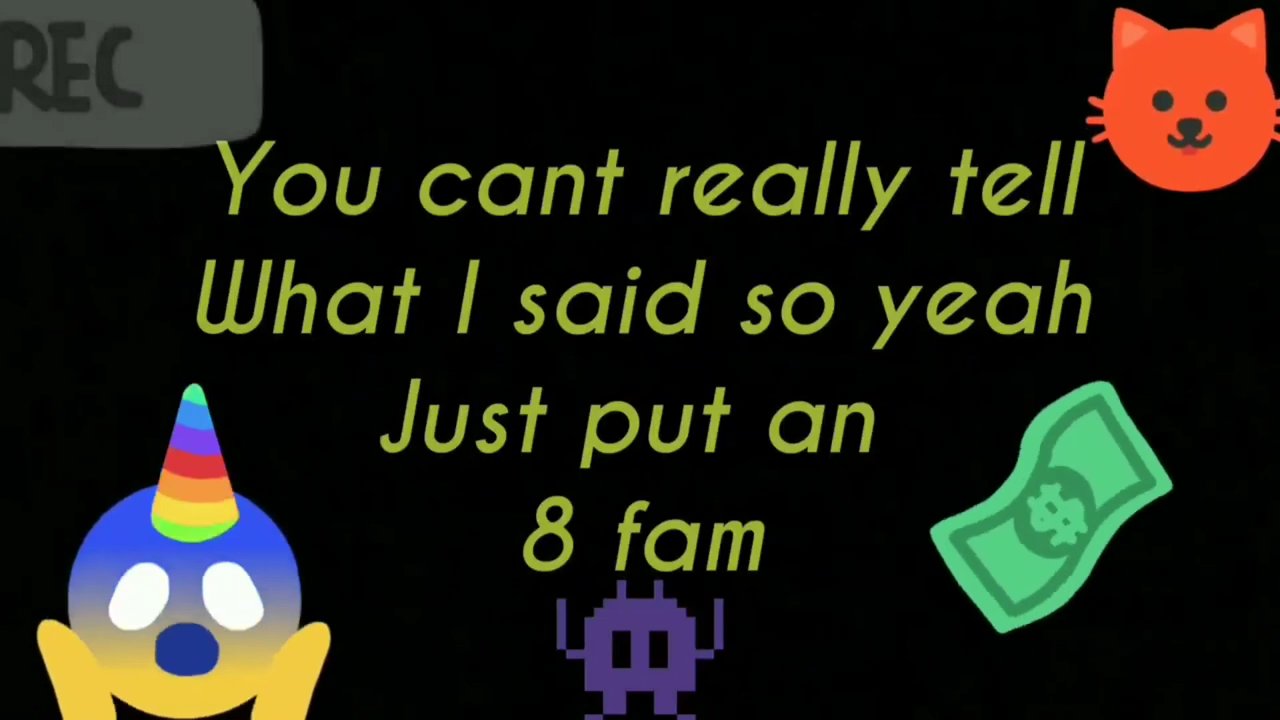 REC
You cant really tell
What I said so yeah
Just put an
8 fam